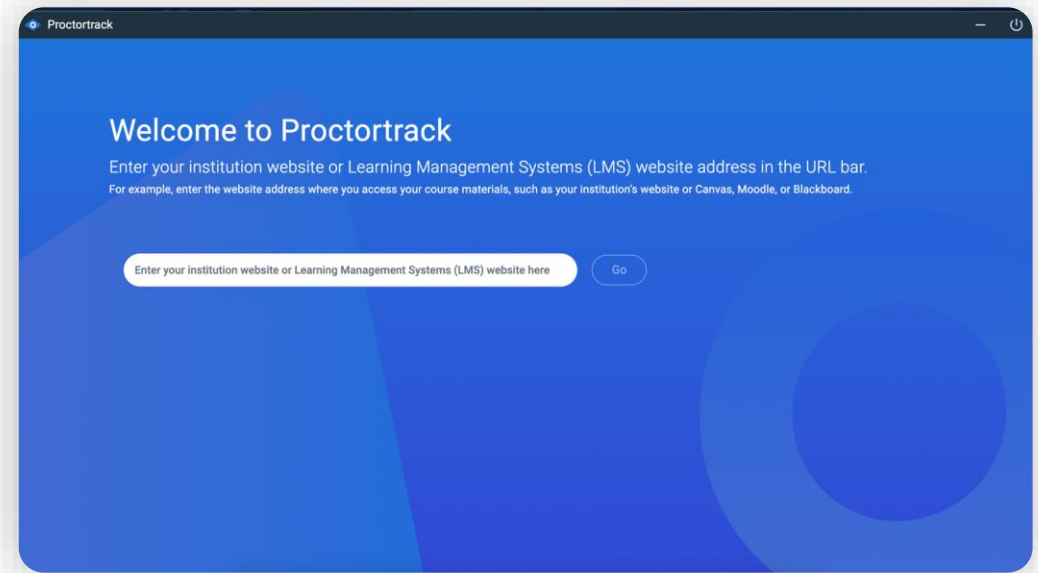 Proctortrack
Welcome to Proctortrack
Enter your institution website or Learning Management Systems (LMS) website address in the URL bar.
For example, enter the website address where you access your course materials, such as your institution's website or Canvas, Moodle, or Blackboard.
Enter your institution website or Learning Management Systems (LMS) website here
Go